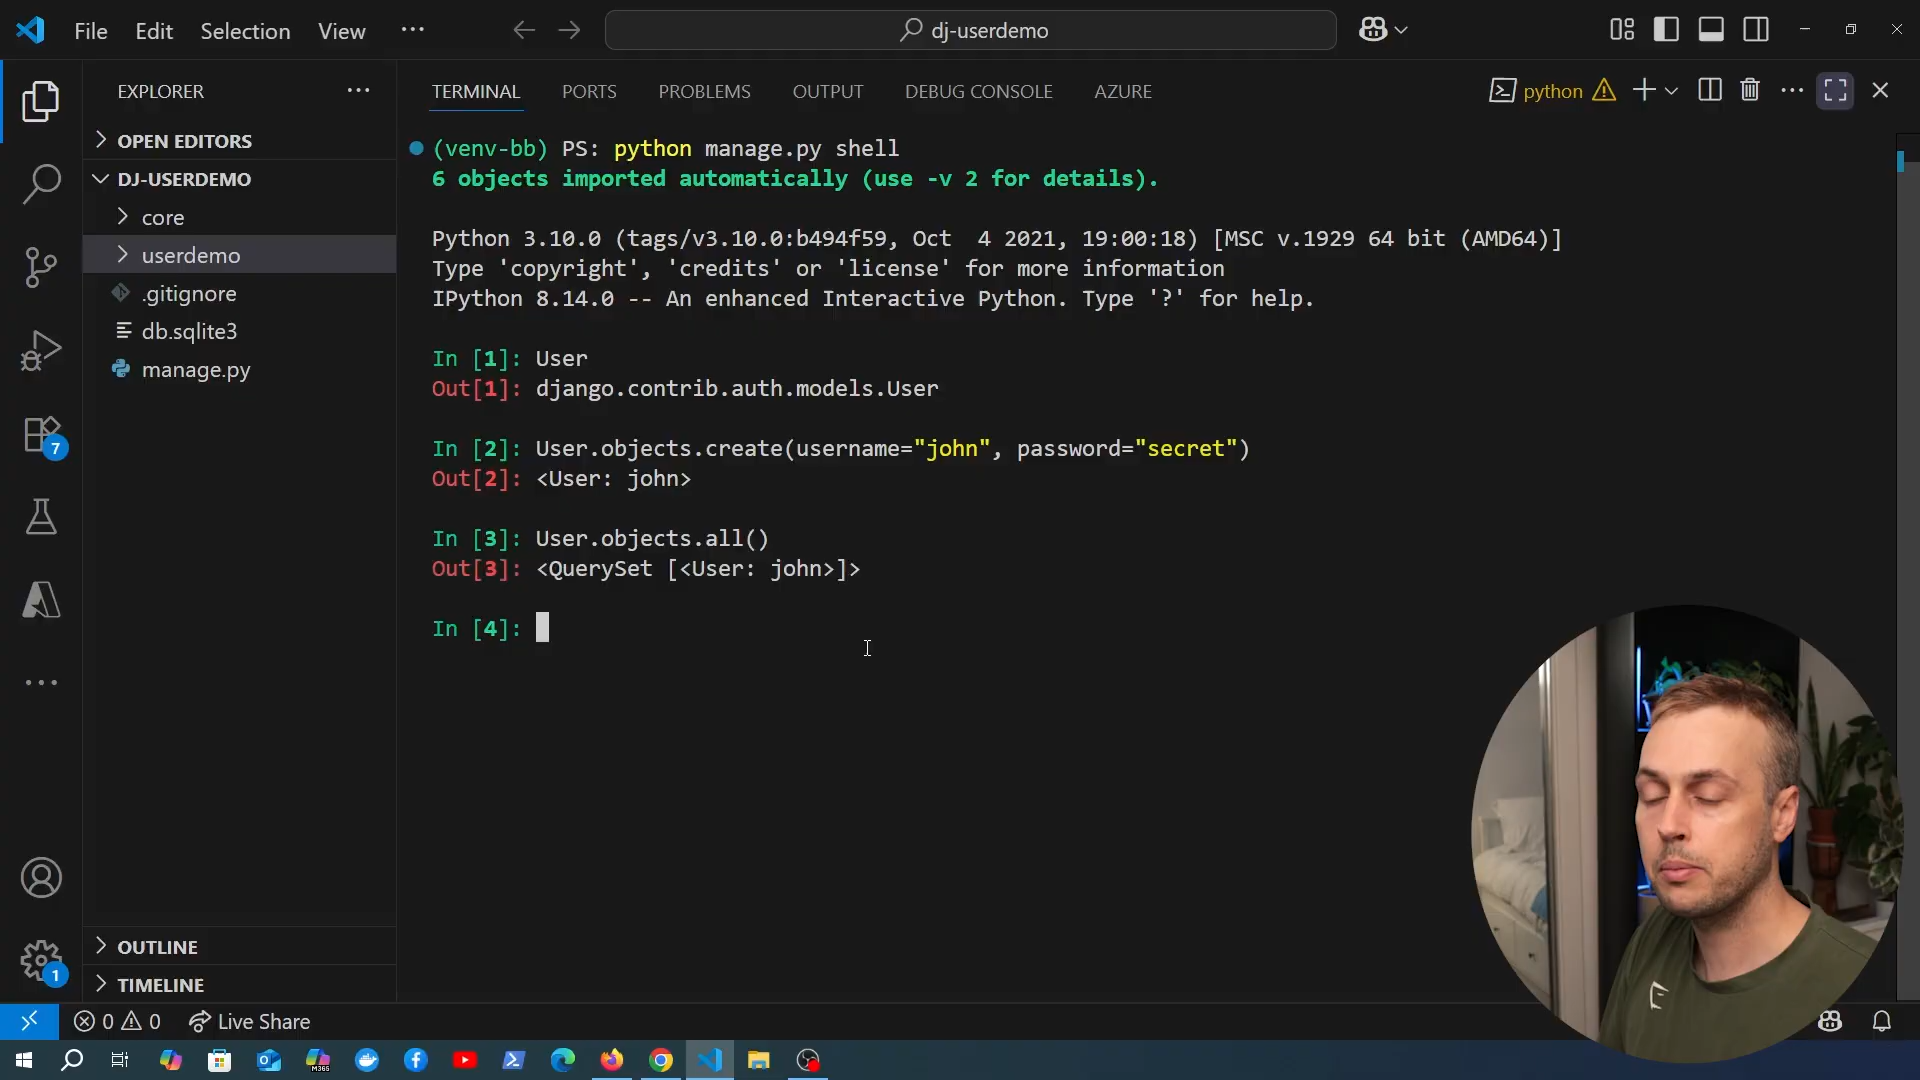 File Edit Selection View ··· dj-userdemo
EXPLORER ···
TERMINAL PORTS PROBLEMS OUTPUT DEBUG CONSOLE AZURE python
OPEN EDITORS
DJ-USERDEMO
core
userdemo
.gitignore
db.sqlite3
manage.py
OUTLINE
TIMELINE
(venv-bb) PS: python manage.py shell
6 objects imported automatically (use -v 2 for details).
Python 3.10.0 (tags/v3.10.0:b494f59, Oct  4 2021, 19:00:18) [MSC v.1929 64 bit (AMD64)]
Type 'copyright', 'credits' or 'license' for more information
IPython 8.14.0 -- An enhanced Interactive Python. Type '?' for help.
In [1]: User
Out[1]: django.contrib.auth.models.User
In [2]: User.objects.create(username="john", password="secret")
Out[2]: <User: john>
In [3]: User.objects.all()
Out[3]: <QuerySet [<User: john>]>
In [4]:
7
1
0 0 Live Share
M365